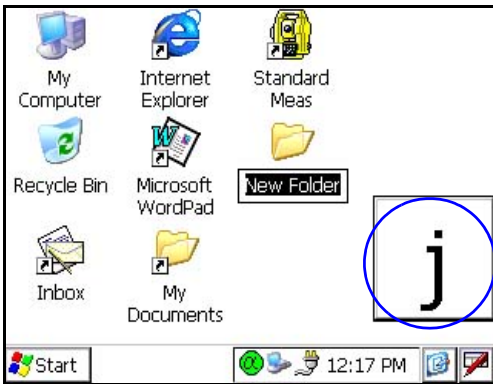 My Computer
Internet Explorer
Standard Meas
Recycle Bin
Microsoft WordPad
New Folder
Inbox
My Documents
j
Start
α
12:17 PM